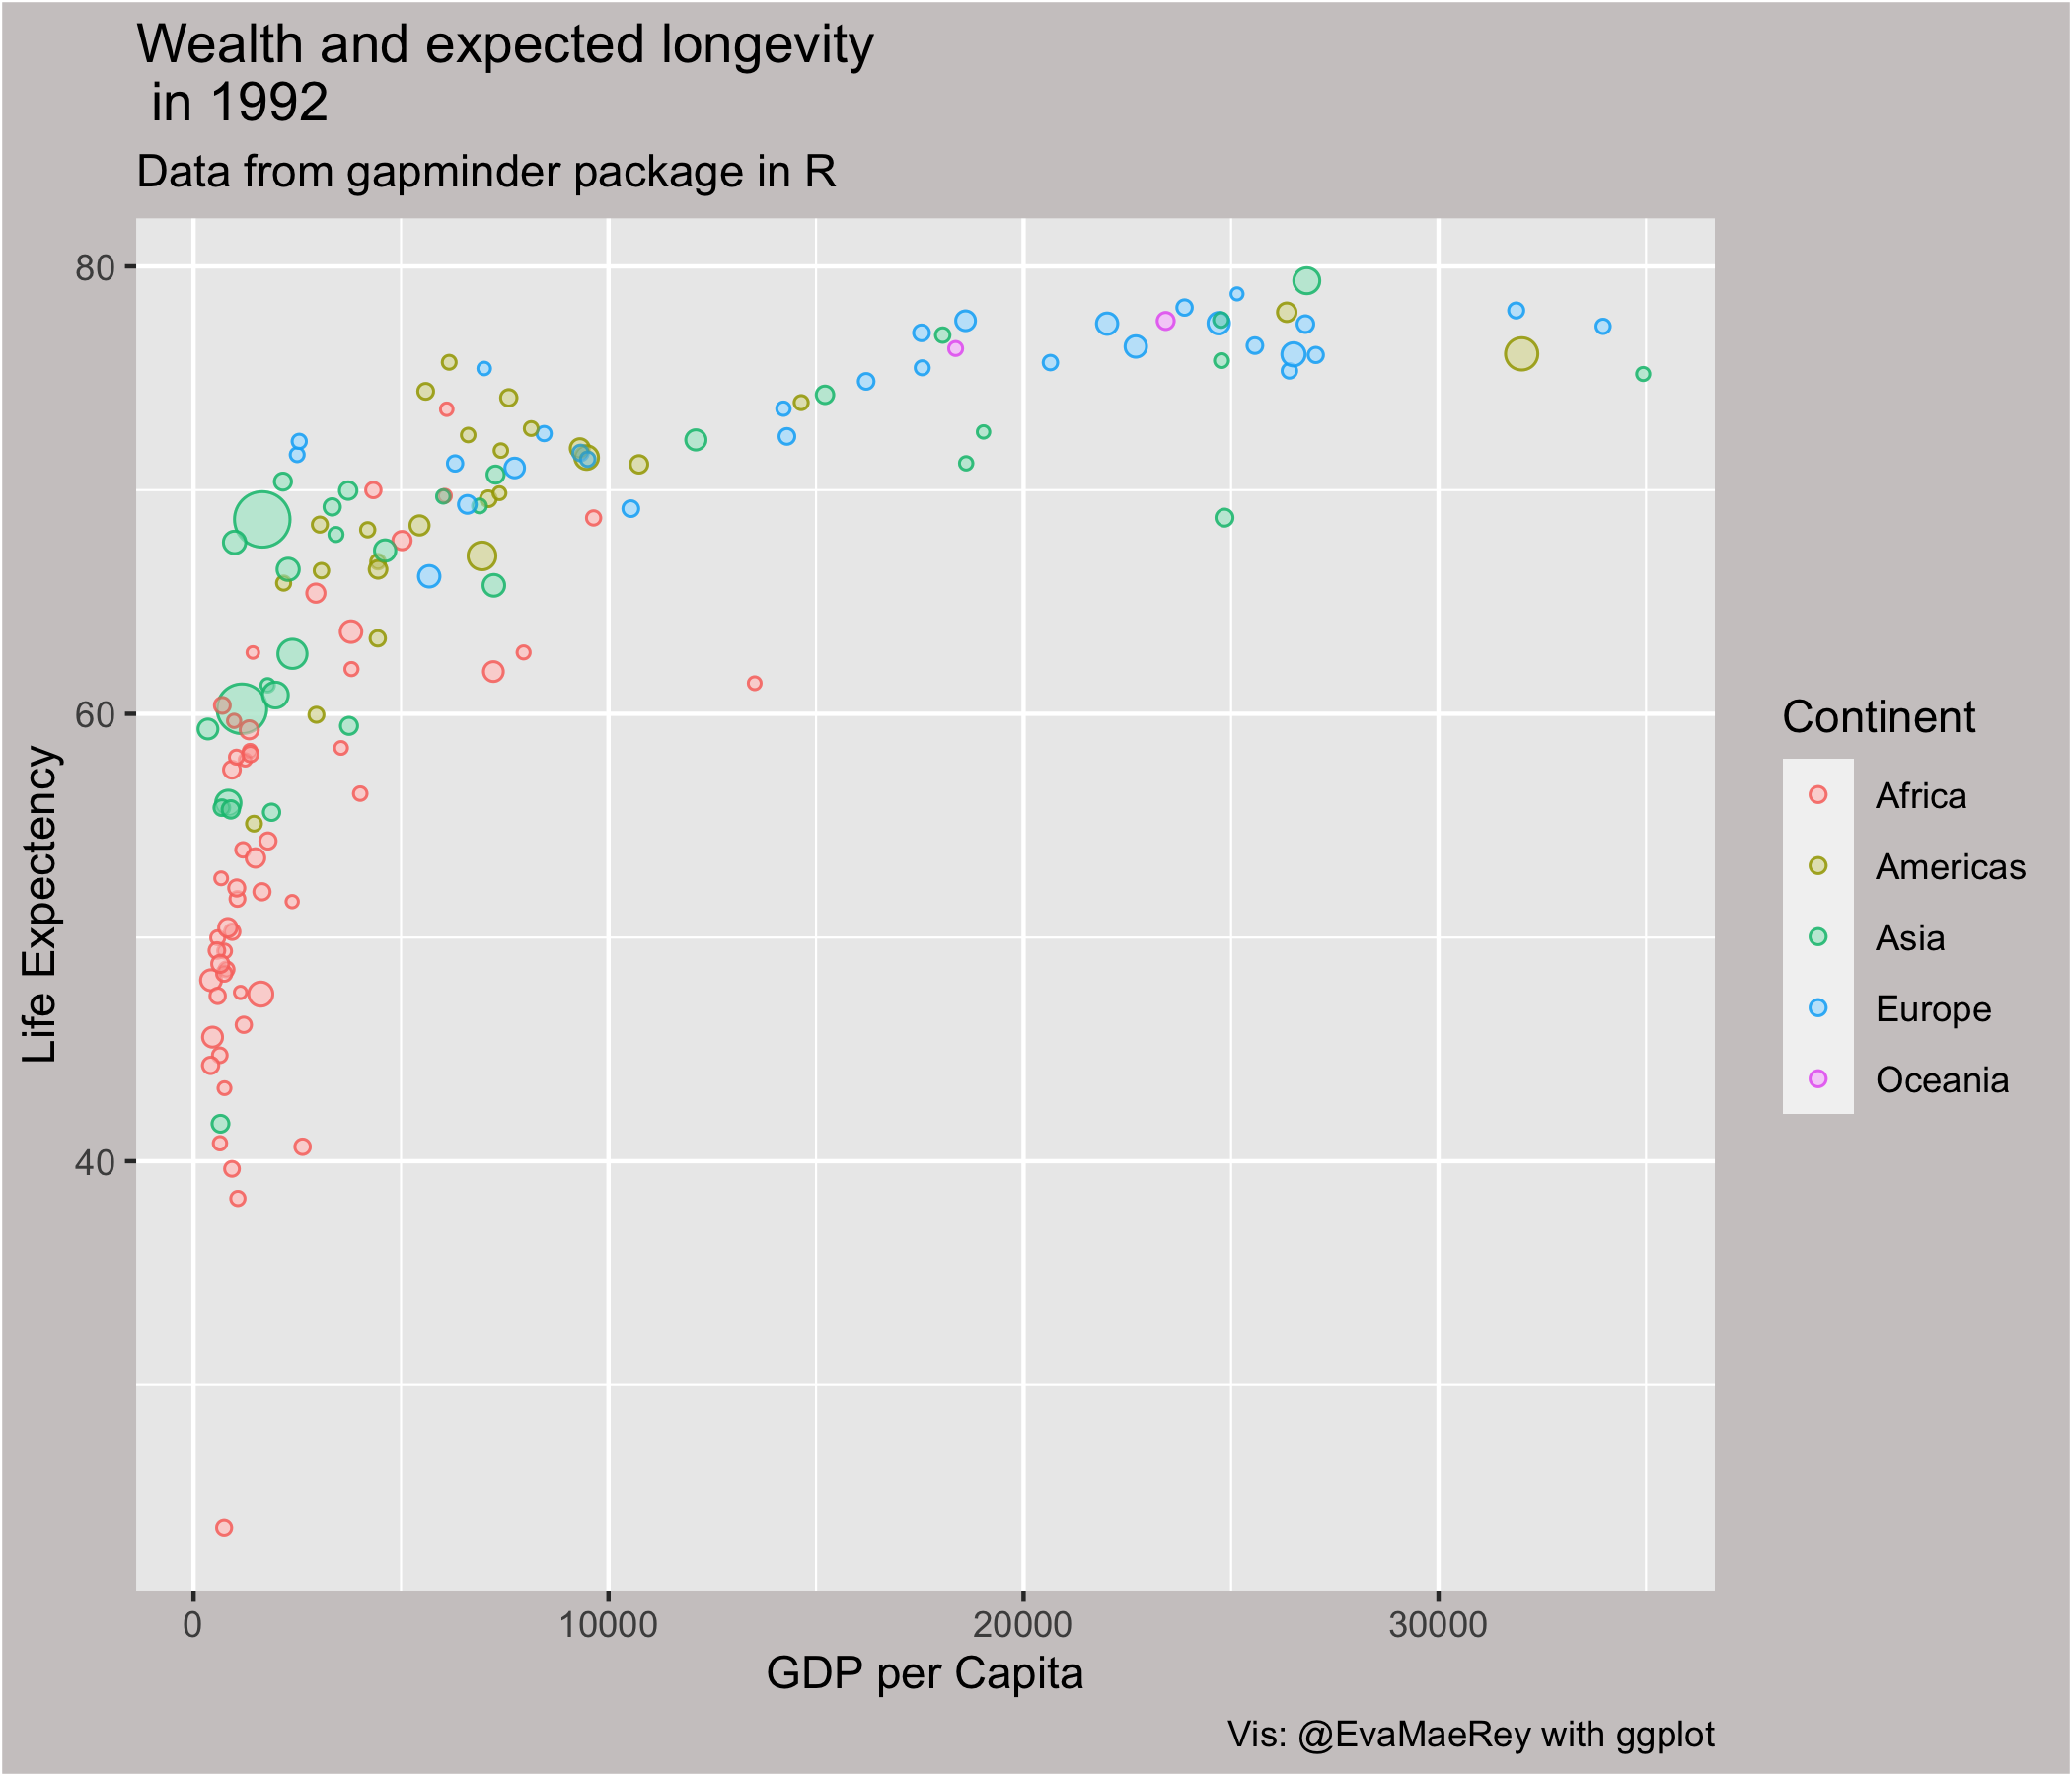 Wealth and expected longevity
in 1992
Data from gapminder package in R
80
60
40
Life Expectency
0 10000 20000 30000
GDP per Capita
Continent
Africa
Americas
Asia
Europe
Oceania
Vis: @EvaMaeRey with ggplot